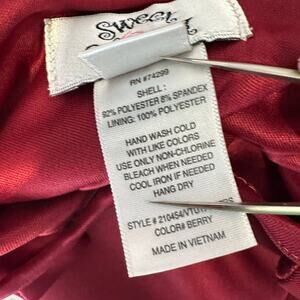 Sweet
RN #74299
SHELL:
92% POLYESTER 8% SPANDEX
LINING: 100% POLYESTER
HAND WASH COLD
WITH LIKE COLORS
USE ONLY NON-CHLORINE
BLEACH WHEN NEEDED
COOL IRON IF NEEDED
HANG DRY
STYLE # 210454/VTU1
COLOR# BERRY
MADE IN VIETNAM